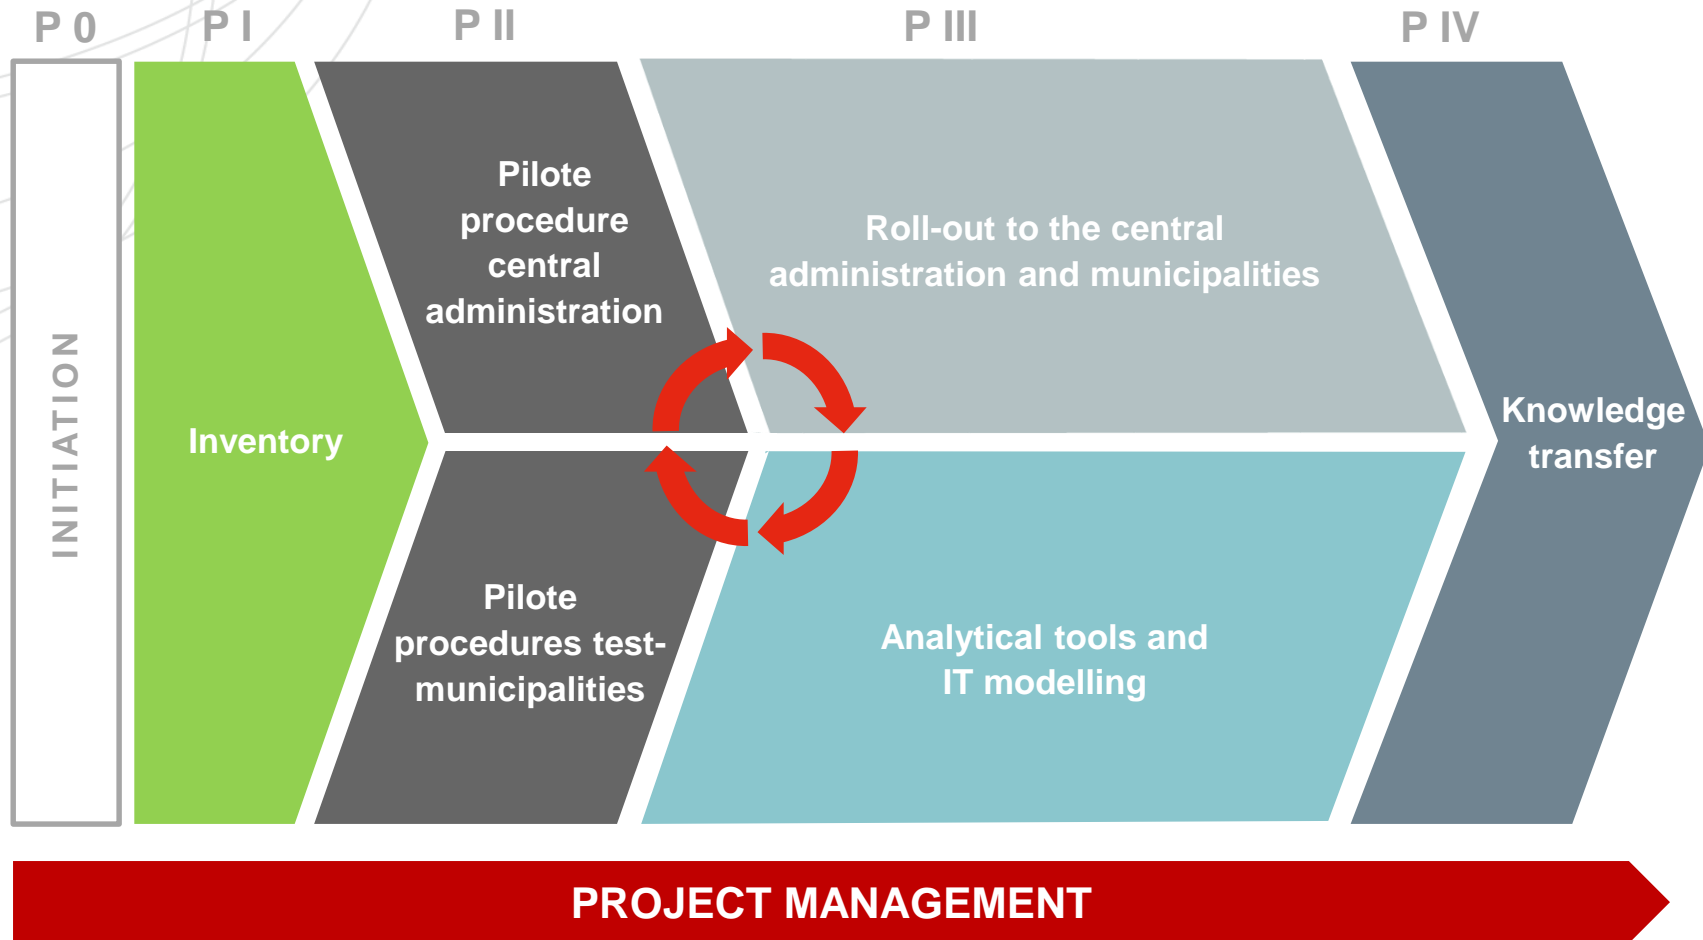 P 0
P I
P II
P III
P IV
INITIATION
Inventory
Pilote
procedure
central
administration
Pilote
procedures test-
municipalities
Roll-out to the central
administration and municipalities
Analytical tools and
IT modelling
Knowledge
transfer
PROJECT MANAGEMENT